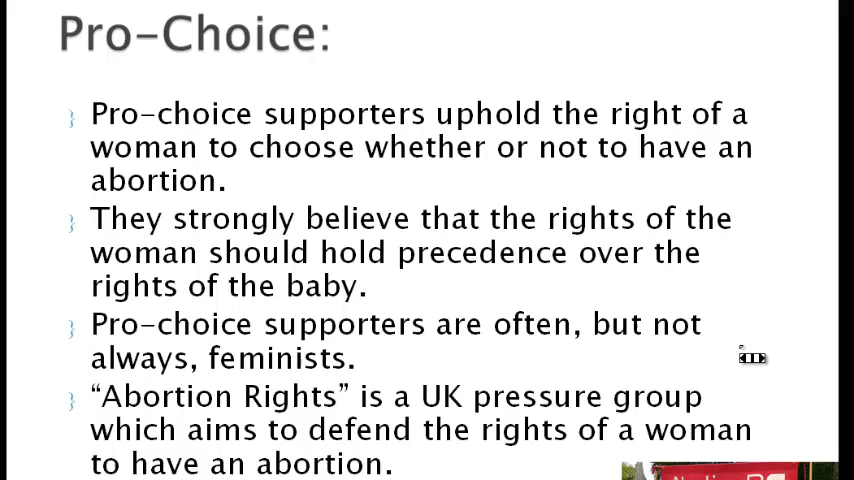 Pro-Choice:
Pro-choice supporters uphold the right of a
woman to choose whether or not to have an
abortion.
They strongly believe that the rights of the
woman should hold precedence over the
rights of the baby.
Pro-choice supporters are often, but not
always, feminists.
“Abortion Rights” is a UK pressure group
which aims to defend the rights of a woman
to have an abortion.